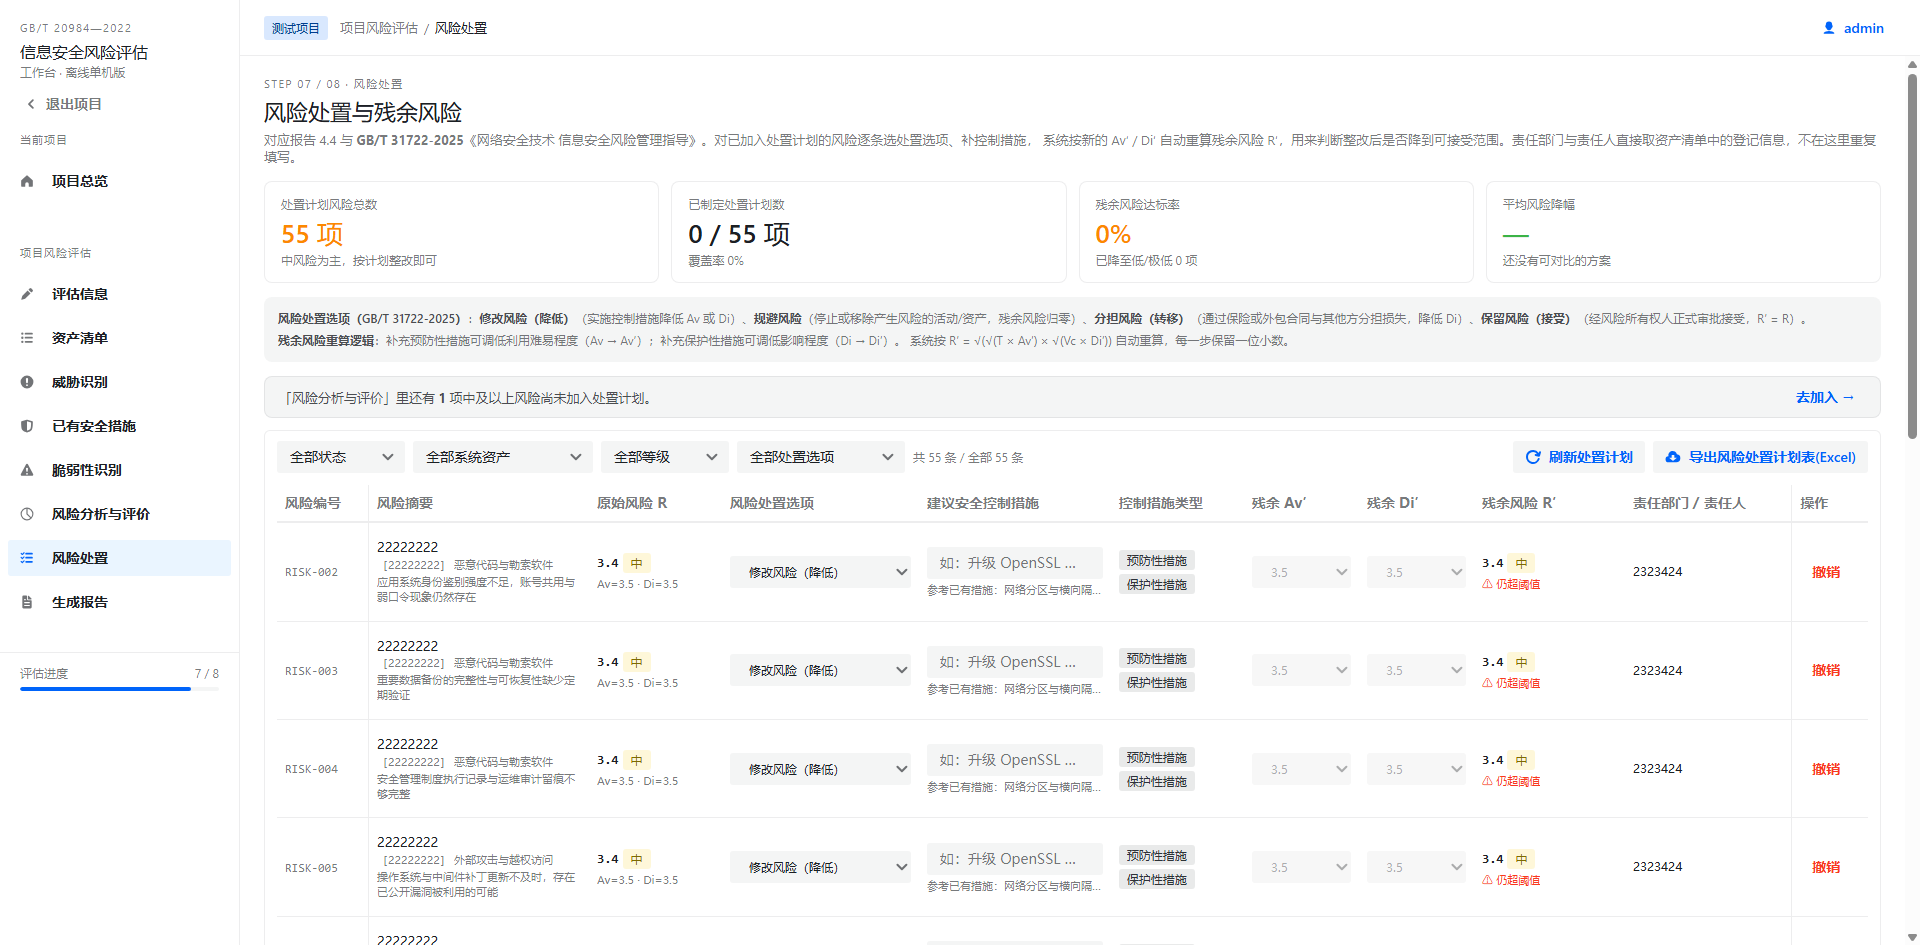 GB/T 20984—2022
信息安全风险评估
工作台 · 离线单机版
退出项目
当前项目
项目总览
项目风险评估
评估信息
资产清单
威胁识别
已有安全措施
脆弱性识别
风险分析与评价
风险处置
生成报告
评估进度 7 / 8
测试项目 项目风险评估 / 风险处置
admin
STEP 07 / 08 · 风险处置
风险处置与残余风险
对应报告 4.4 与 GB/T 31722-2025《网络安全技术 信息安全风险管理指导》。对已加入处置计划的风险逐条选处置选项、补控制措施， 系统按新的 Av′ / Di′ 自动重算残余风险 R′，用来判断整改后是否降到可接受范围。责任部门与责任人直接取资产清单中的登记信息，不在这里重复
填写。
处置计划风险总数
55 项
中风险为主，按计划整改即可
已制定处置计划数
0 / 55 项
覆盖率 0%
残余风险达标率
0%
已降至低/极低 0 项
平均风险降幅
—
还没有可对比的方案
风险处置选项（GB/T 31722-2025）：修改风险（降低）（实施控制措施降低 Av 或 Di）、规避风险（停止或移除产生风险的活动/资产，残余风险归零）、分担风险（转移）（通过保险或外包合同与其他方分担损失，降低 Di）、保留风险（接受）（经风险所有权人正式审批接受，R′ = R）。
残余风险重算逻辑：补充预防性措施可调低利用难易程度（Av → Av′）；补充保护性措施可调低影响程度（Di → Di′）。 系统按 R′ = √(√(T × Av′) × √(Vc × Di′)) 自动重算，每一步保留一位小数。
「风险分析与评价」里还有 1 项中及以上风险尚未加入处置计划。 去加入 →
全部状态 全部系统资产 全部等级 全部处置选项 共 55 条 / 全部 55 条 刷新处置计划 导出风险处置计划表(Excel)
风险编号 风险摘要 原始风险 R 风险处置选项 建议安全控制措施 控制措施类型 残余 Av′ 残余 Di′ 残余风险 R′ 责任部门 / 责任人 操作
RISK-002
22222222
［22222222］ 恶意代码与勒索软件
应用系统身份鉴别强度不足，账号共用与
弱口令现象仍然存在
3.4 中
Av=3.5 · Di=3.5
修改风险（降低）
如：升级 OpenSSL ...
参考已有措施：网络分区与横向隔...
预防性措施
保护性措施
3.5
3.5
3.4 中
⚠ 仍超阈值
2323424
撤销
RISK-003
22222222
［22222222］ 恶意代码与勒索软件
重要数据备份的完整性与可恢复性缺少定
期验证
3.4 中
Av=3.5 · Di=3.5
修改风险（降低）
如：升级 OpenSSL ...
参考已有措施：网络分区与横向隔...
预防性措施
保护性措施
3.5
3.5
3.4 中
⚠ 仍超阈值
2323424
撤销
RISK-004
22222222
［22222222］ 恶意代码与勒索软件
安全管理制度执行记录与运维审计留痕不
够完整
3.4 中
Av=3.5 · Di=3.5
修改风险（降低）
如：升级 OpenSSL ...
参考已有措施：网络分区与横向隔...
预防性措施
保护性措施
3.5
3.5
3.4 中
⚠ 仍超阈值
2323424
撤销
RISK-005
22222222
［22222222］ 外部攻击与越权访问
操作系统与中间件补丁更新不及时，存在
已公开漏洞被利用的可能
3.4 中
Av=3.5 · Di=3.5
修改风险（降低）
如：升级 OpenSSL ...
参考已有措施：网络分区与横向隔...
预防性措施
保护性措施
3.5
3.5
3.4 中
⚠ 仍超阈值
2323424
撤销
22222222